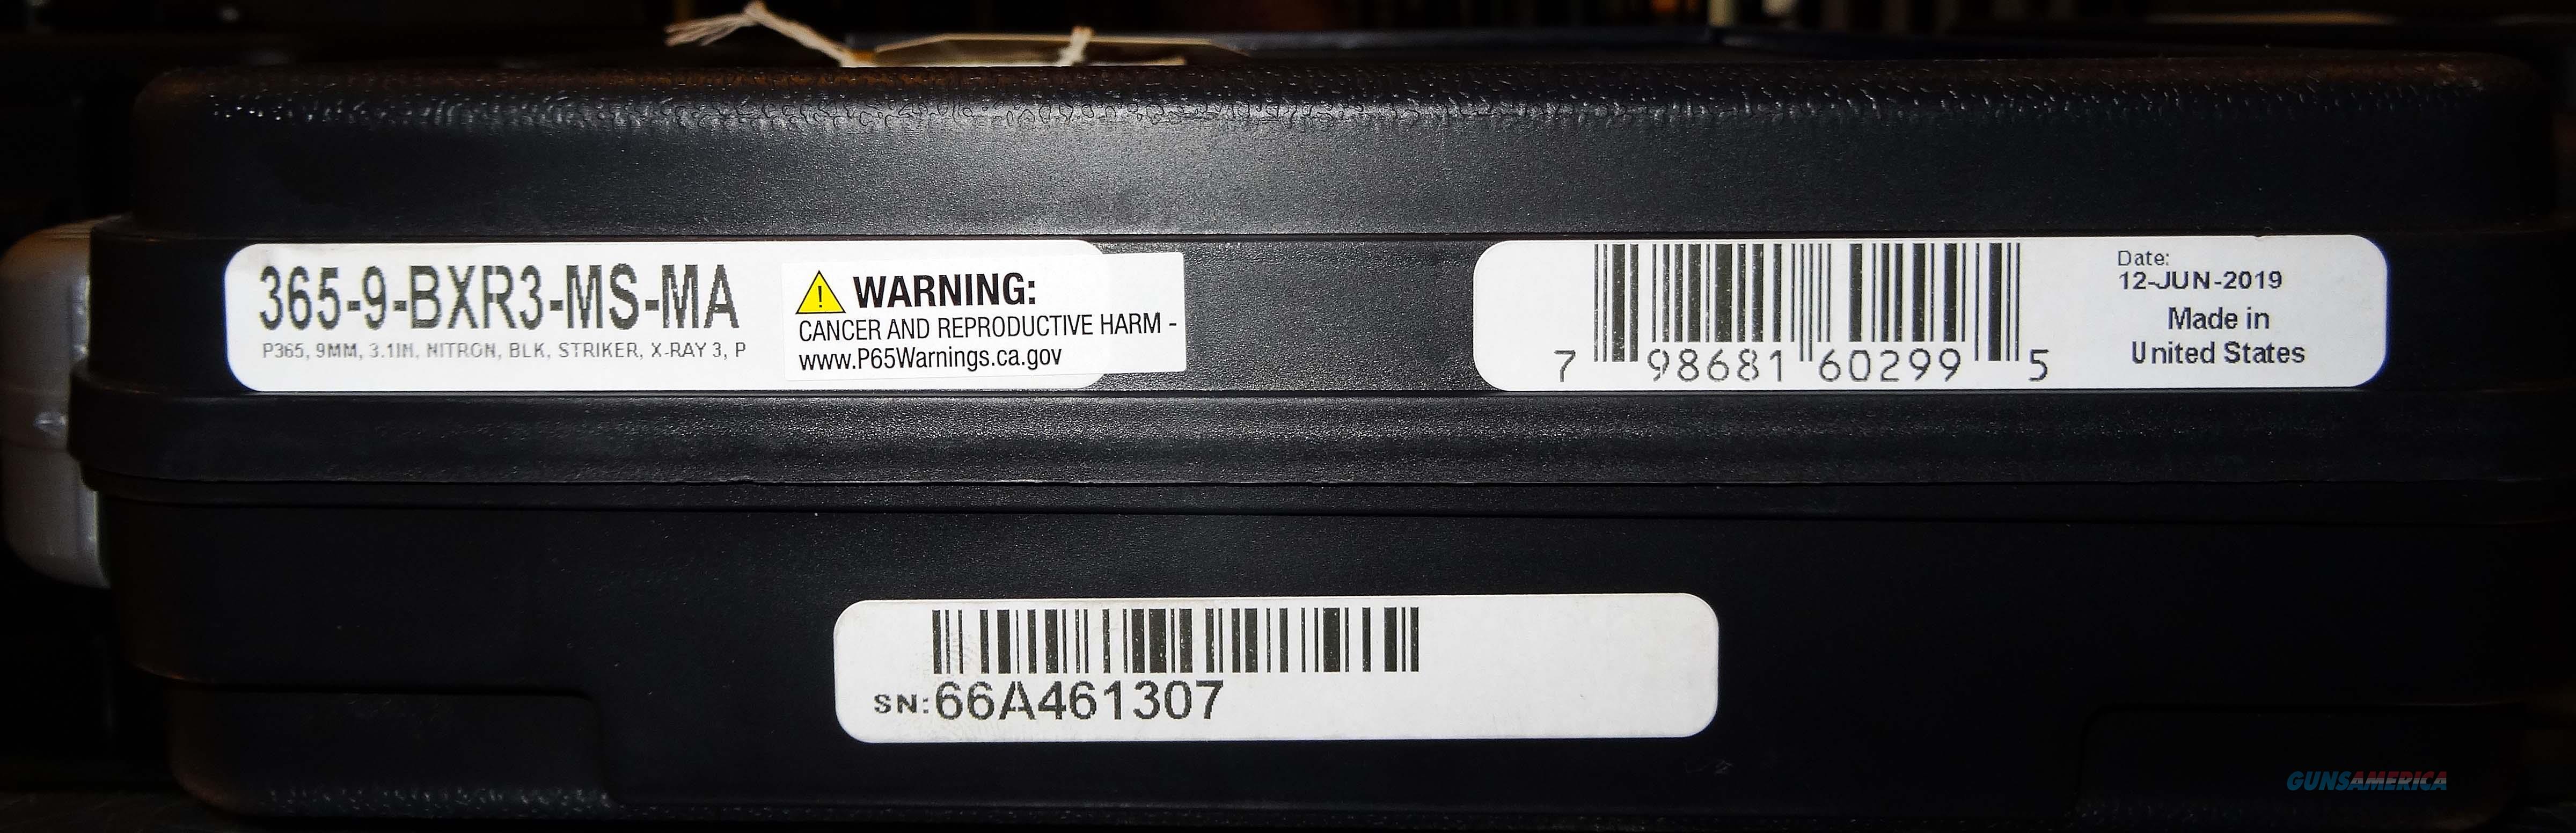 365-9-BXR3-MS-MA
P365, 9MM, 3.1IN, NITRON, BLK, STRIKER, X-RAY 3, P
WARNING:
CANCER AND REPRODUCTIVE HARM -
www.P65Warnings.ca.gov
7 98681 60299 5
Date:
12-JUN-2019
Made in
United States
SN:66A461307
GUNSAMERICA